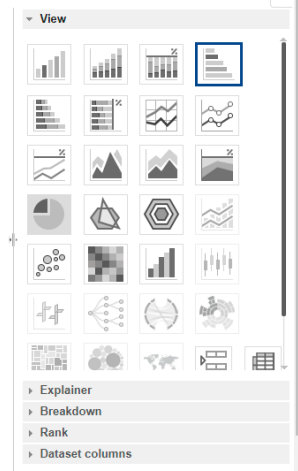 View
%
%
%
%
Explainer
Breakdown
Rank
Dataset columns